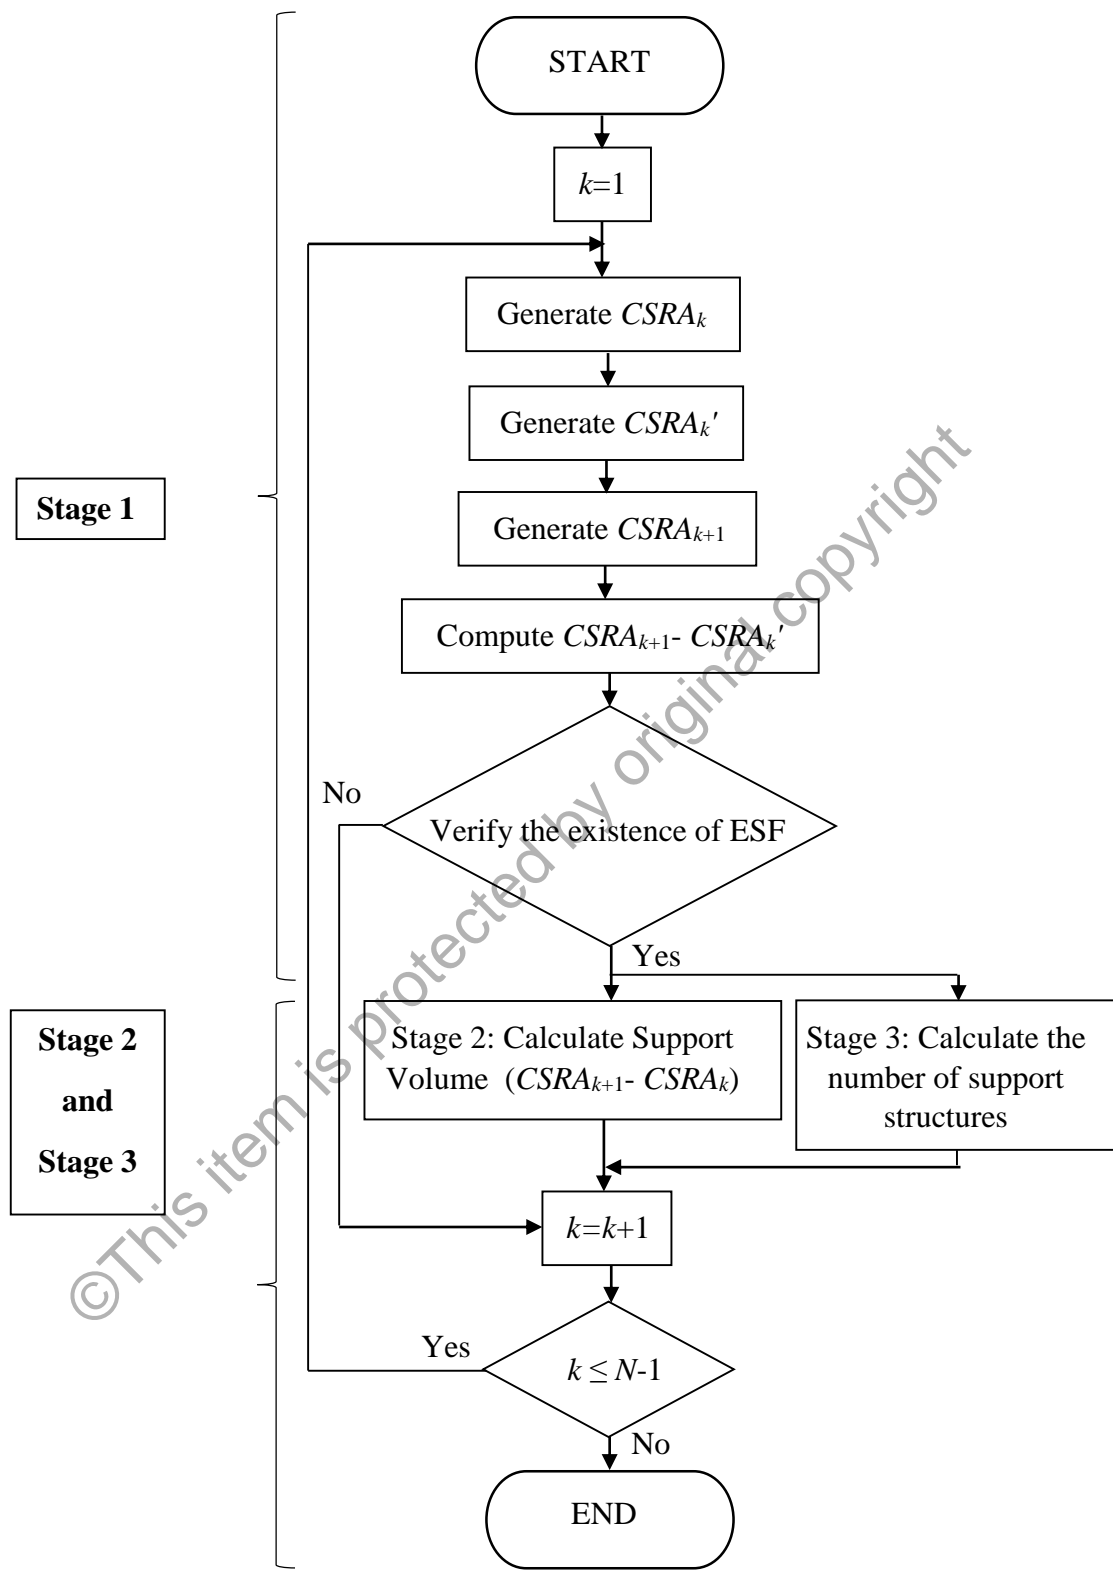 START
k=1
Generate CSRAₖ
Generate CSRAₖ'
Stage 1
Generate CSRAₖ₊₁
Compute CSRAₖ₊₁- CSRAₖ'
No
Verify the existence of ESF
Yes
Stage 2
and
Stage 3
Stage 2: Calculate Support
Volume (CSRAₖ₊₁- CSRAₖ)
Stage 3: Calculate the
number of support
structures
k=k+1
Yes
k ≤ N-1
No
END
©This item is protected by original copyright